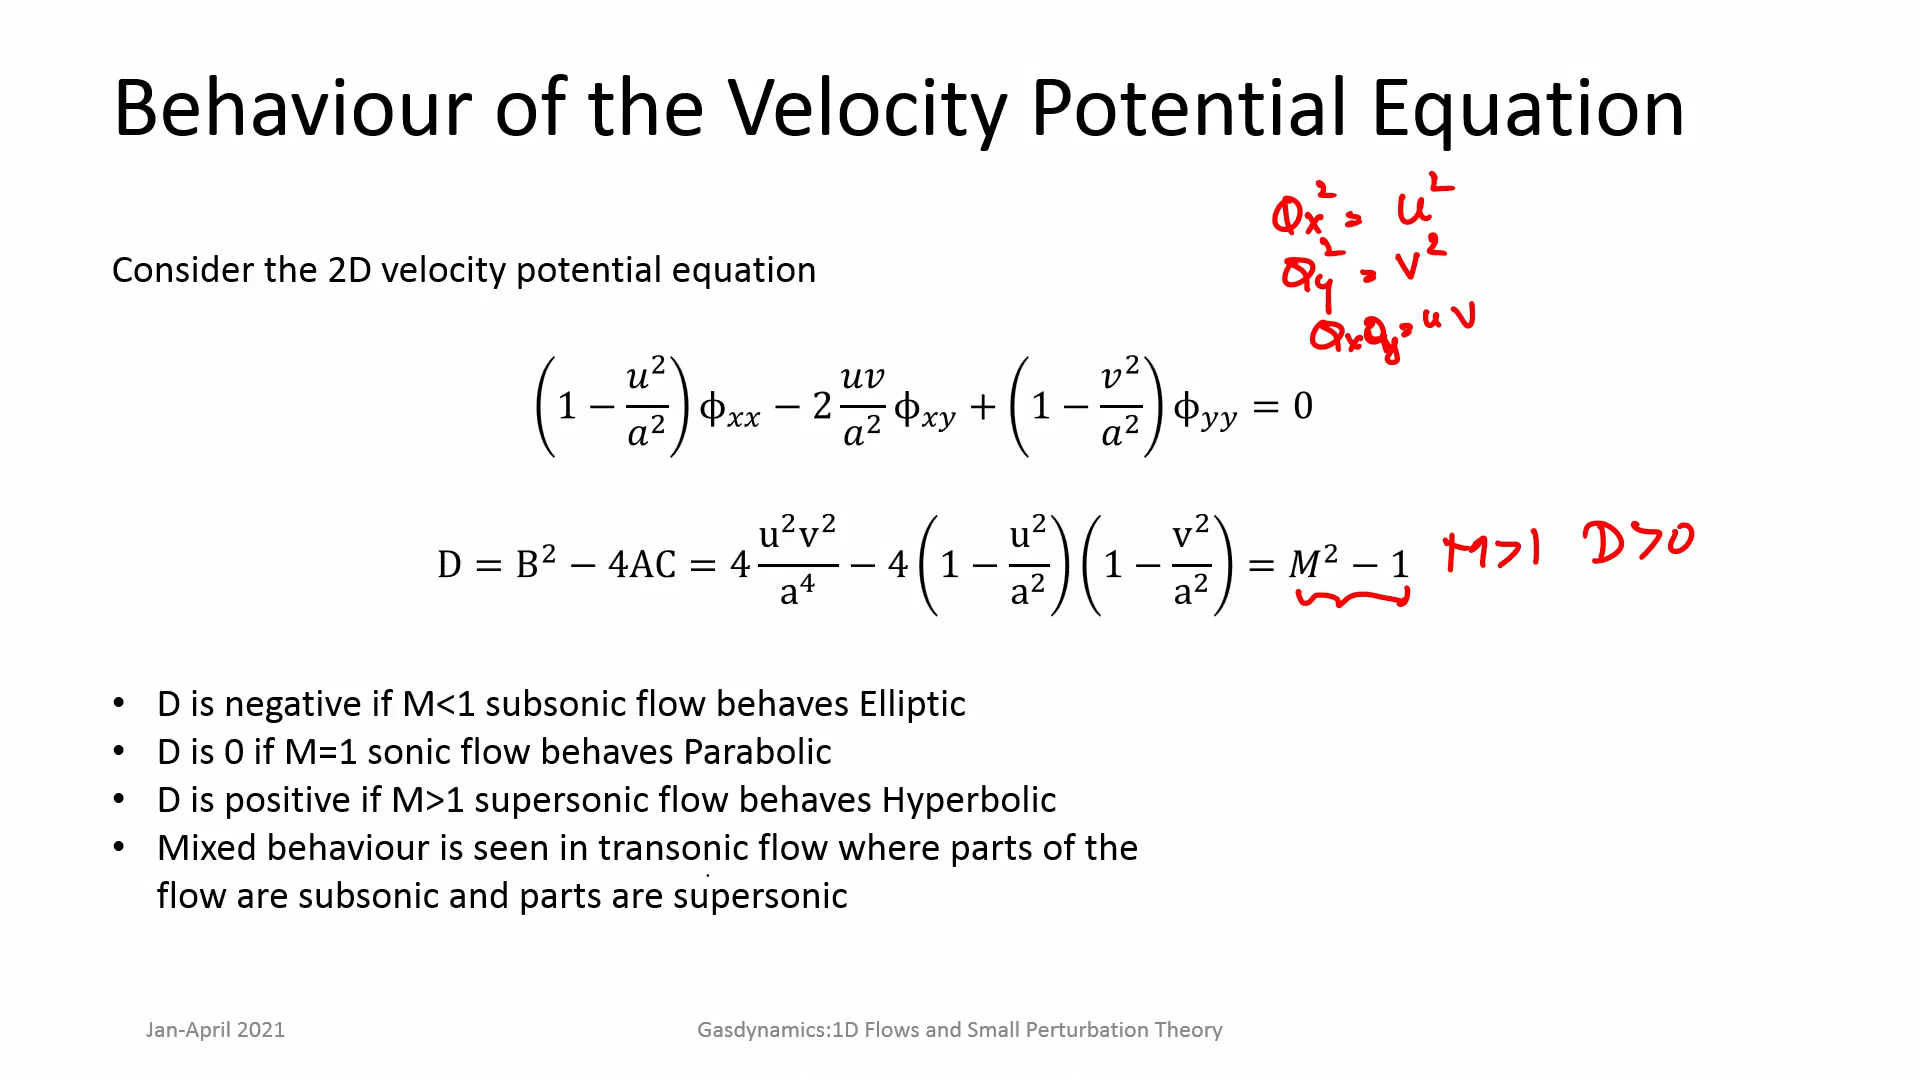 Behaviour of the Velocity Potential Equation
ϕx² = u²
Consider the 2D velocity potential equation
ϕy² = v²
ϕxϕy = uv
(1 − u²/a²) ϕxx − 2 uv/a² ϕxy + (1 − v²/a²) ϕyy = 0
D = B² − 4AC = 4 u²v²/a⁴ − 4 (1 − u²/a²)(1 − v²/a²) = M² − 1 M>1 D>0
• D is negative if M<1 subsonic flow behaves Elliptic
• D is 0 if M=1 sonic flow behaves Parabolic
• D is positive if M>1 supersonic flow behaves Hyperbolic
• Mixed behaviour is seen in transonic flow where parts of the
flow are subsonic and parts are supersonic
Jan-April 2021 Gasdynamics:1D Flows and Small Perturbation Theory